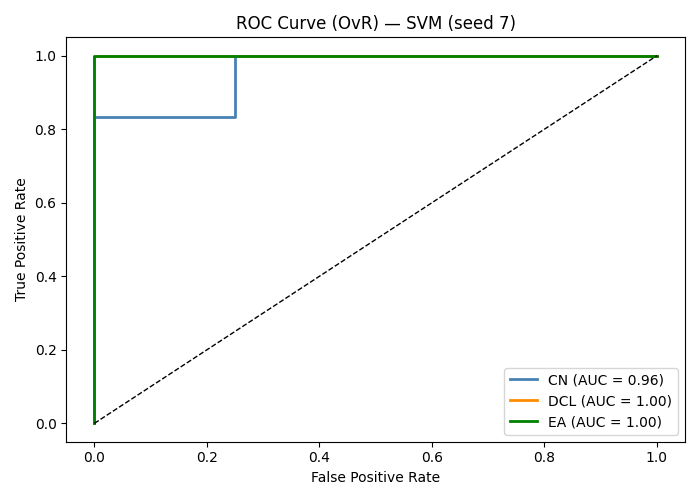 ROC Curve (OvR) — SVM (seed 7)
True Positive Rate
1.0
0.8
0.6
0.4
0.2
0.0
0.0 0.2 0.4 0.6 0.8 1.0
False Positive Rate
CN (AUC = 0.96)
DCL (AUC = 1.00)
EA (AUC = 1.00)